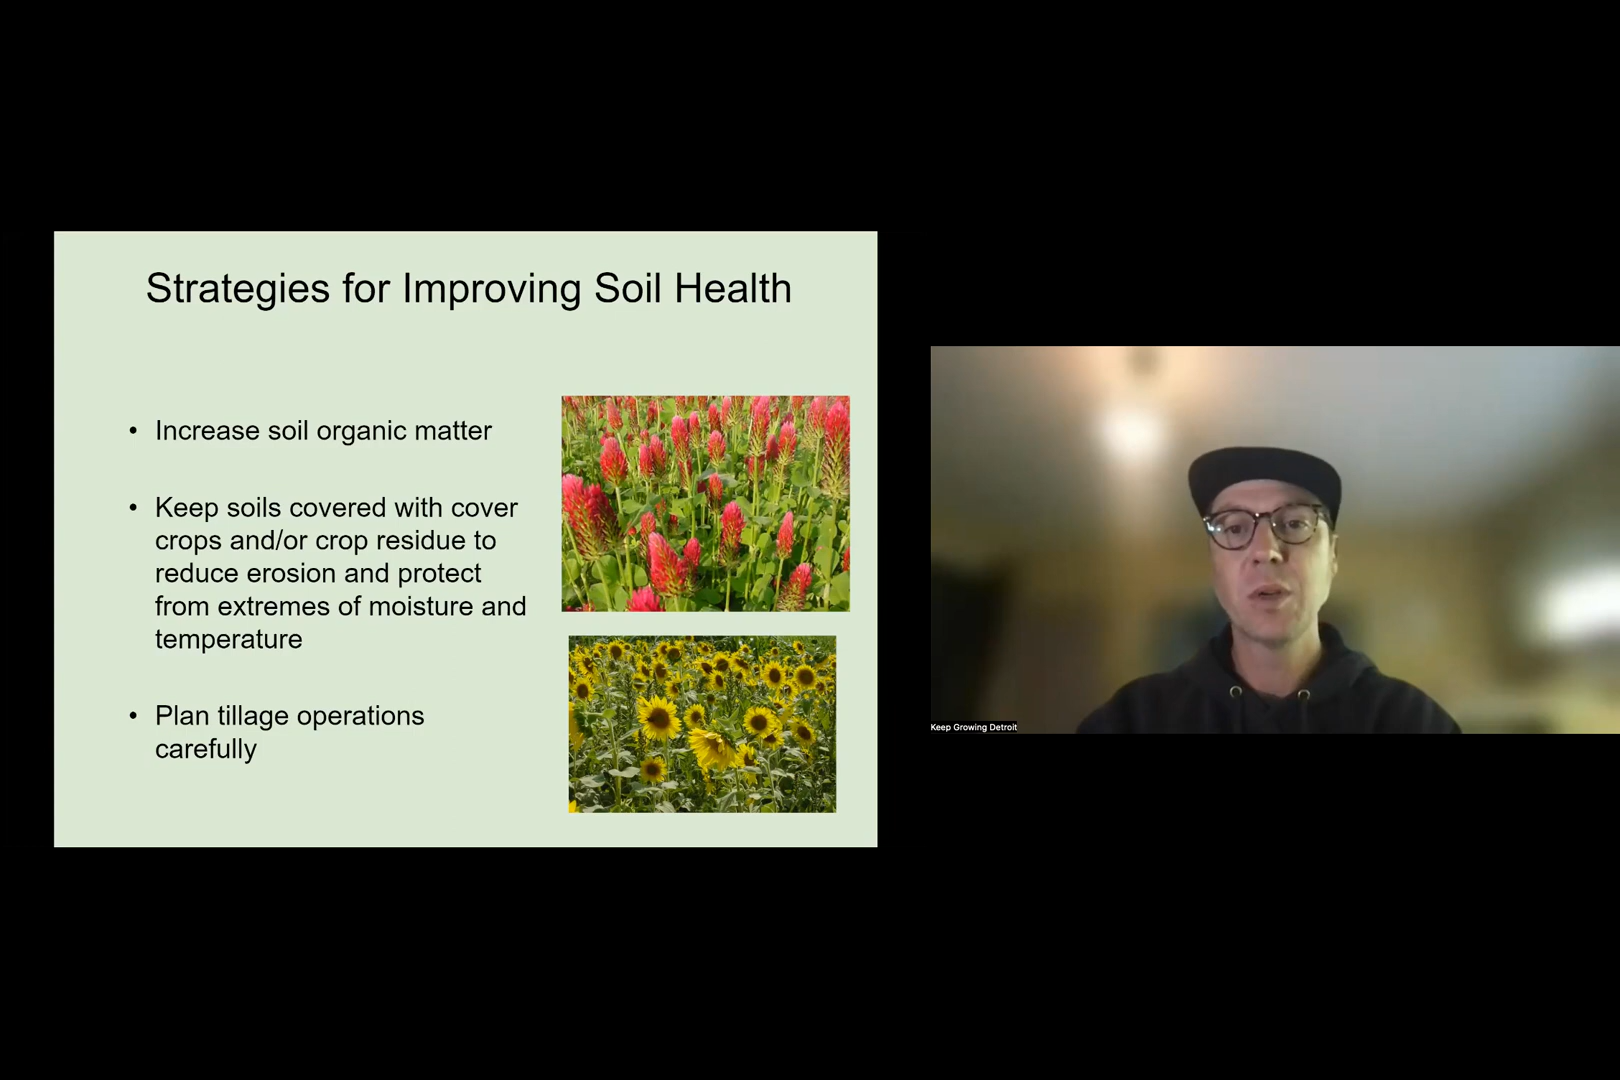 Strategies for Improving Soil Health
• Increase soil organic matter
• Keep soils covered with cover
crops and/or crop residue to
reduce erosion and protect
from extremes of moisture and
temperature
• Plan tillage operations
carefully
Keep Growing Detroit